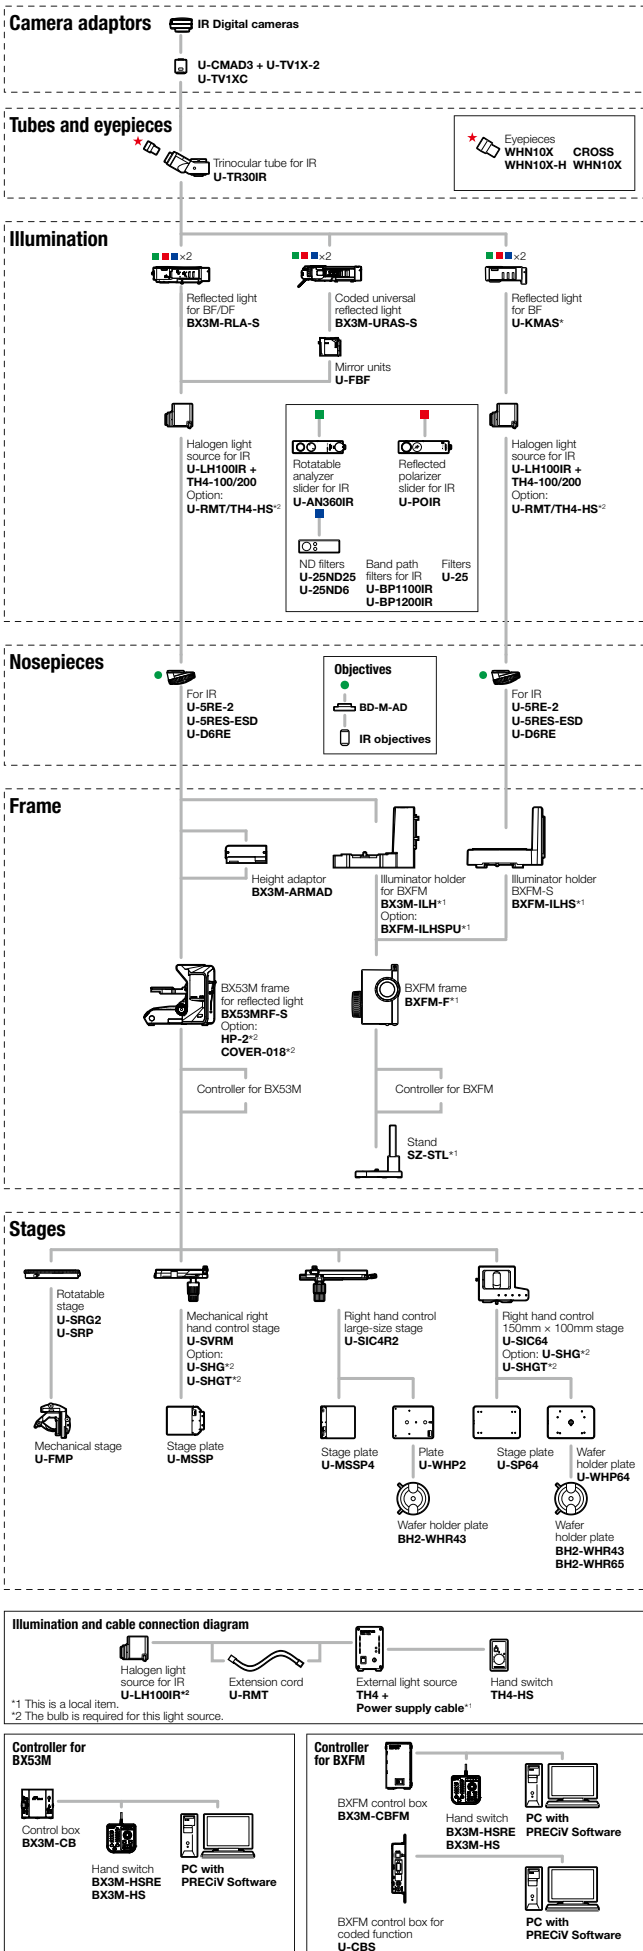 Camera adaptors
IR Digital cameras
U-CMAD3 + U-TV1X-2
U-TV1XC
Tubes and eyepieces
Trinocular tube for IR
U-TR30IR
Eyepieces
WHN10X CROSS
WHN10X-H WHN10X
Illumination
×2
×2
×2
Reflected light
for BF/DF
BX3M-RLA-S
Coded universal
reflected light
BX3M-URAS-S
Reflected light
for BF
U-KMAS*
Mirror units
U-FBF
Halogen light
source for IR
U-LH100IR +
TH4-100/200
Option:
U-RMT/TH4-HS*2
Rotatable
analyzer
slider for IR
U-AN360IR
Reflected
polarizer
slider for IR
U-POIR
ND filters
U-25ND25
U-25ND6
Band path
filters for IR
U-BP1100IR
U-BP1200IR
Filters
U-25
Halogen light
source for IR
U-LH100IR +
TH4-100/200
Option:
U-RMT/TH4-HS*2
Nosepieces
For IR
U-5RE-2
U-5RES-ESD
U-D6RE
Objectives
BD-M-AD
IR objectives
For IR
U-5RE-2
U-5RES-ESD
U-D6RE
Frame
Height adaptor
BX3M-ARMAD
Illuminator holder
for BXFM
BX3M-ILH*1
Option:
BXFM-ILHSPU*1
Illuminator holder
BXFM-S
BXFM-ILHS*1
BX53M frame
for reflected light
BX53MRF-S
Option:
HP-2*2
COVER-018*2
BXFM frame
BXFM-F*1
Controller for BX53M
Controller for BXFM
Stand
SZ-STL*1
Stages
Rotatable
stage
U-SRG2
U-SRP
Mechanical right
hand control stage
U-SVRM
Option:
U-SHG*2
U-SHGT*2
Right hand control
large-size stage
U-SIC4R2
Right hand control
150mm × 100mm stage
U-SIC64
Option: U-SHG*2
U-SHGT*2
Mechanical stage
U-FMP
Stage plate
U-MSSP
Stage plate
U-MSSP4
Plate
U-WHP2
Stage plate
U-SP64
Wafer
holder plate
U-WHP64
Wafer holder plate
BH2-WHR43
Wafer
holder plate
BH2-WHR43
BH2-WHR65
Illumination and cable connection diagram
Halogen light
source for IR
U-LH100IR*2
Extension cord
U-RMT
External light source
TH4 +
Power supply cable*1
Hand switch
TH4-HS
*1 This is a local item.
*2 The bulb is required for this light source.
Controller for
BX53M
Control box
BX3M-CB
Hand switch
BX3M-HSRE
BX3M-HS
PC with
PRECiV Software
Controller
for BXFM
BXFM control box
BX3M-CBFM
Hand switch
BX3M-HSRE
BX3M-HS
PC with
PRECiV Software
BXFM control box for
coded function
U-CBS
PC with
PRECiV Software